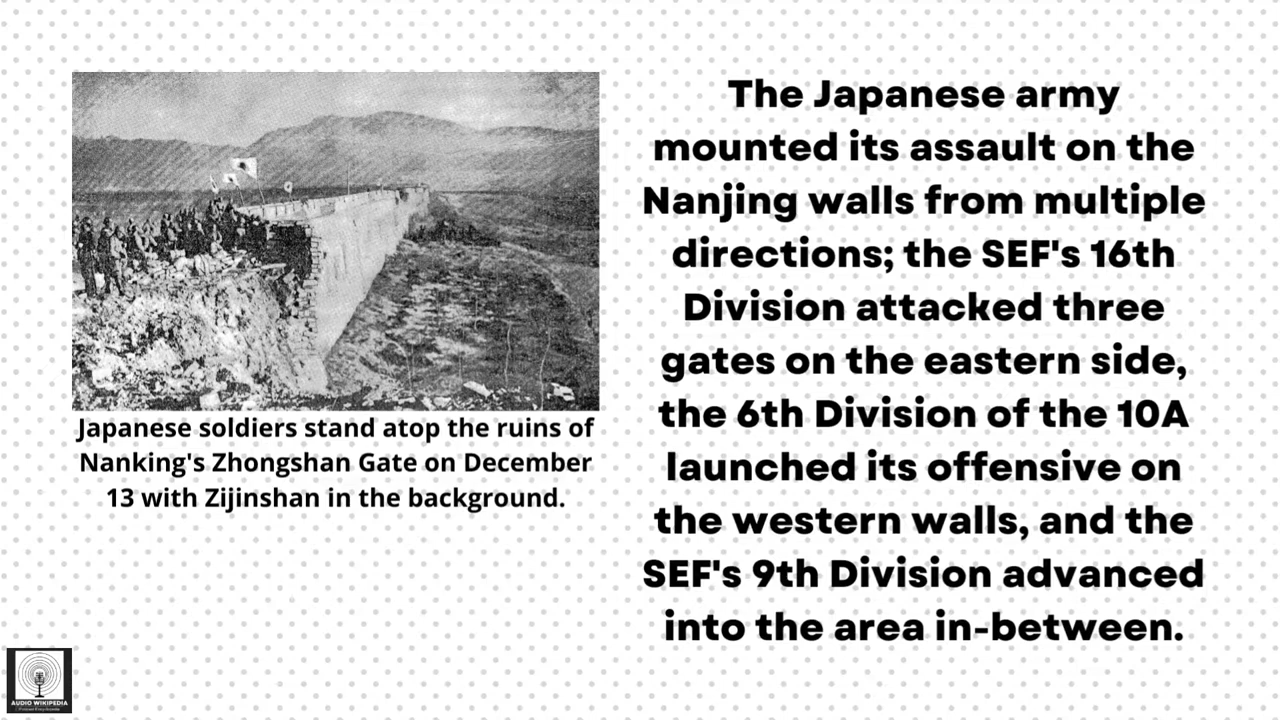 The Japanese army
mounted its assault on the
Nanjing walls from multiple
directions; the SEF's 16th
Division attacked three
gates on the eastern side,
the 6th Division of the 10A
launched its offensive on
the western walls, and the
SEF's 9th Division advanced
into the area in-between.
Japanese soldiers stand atop the ruins of
Nanking's Zhongshan Gate on December
13 with Zijinshan in the background.
AUDIO WIKIPEDIA